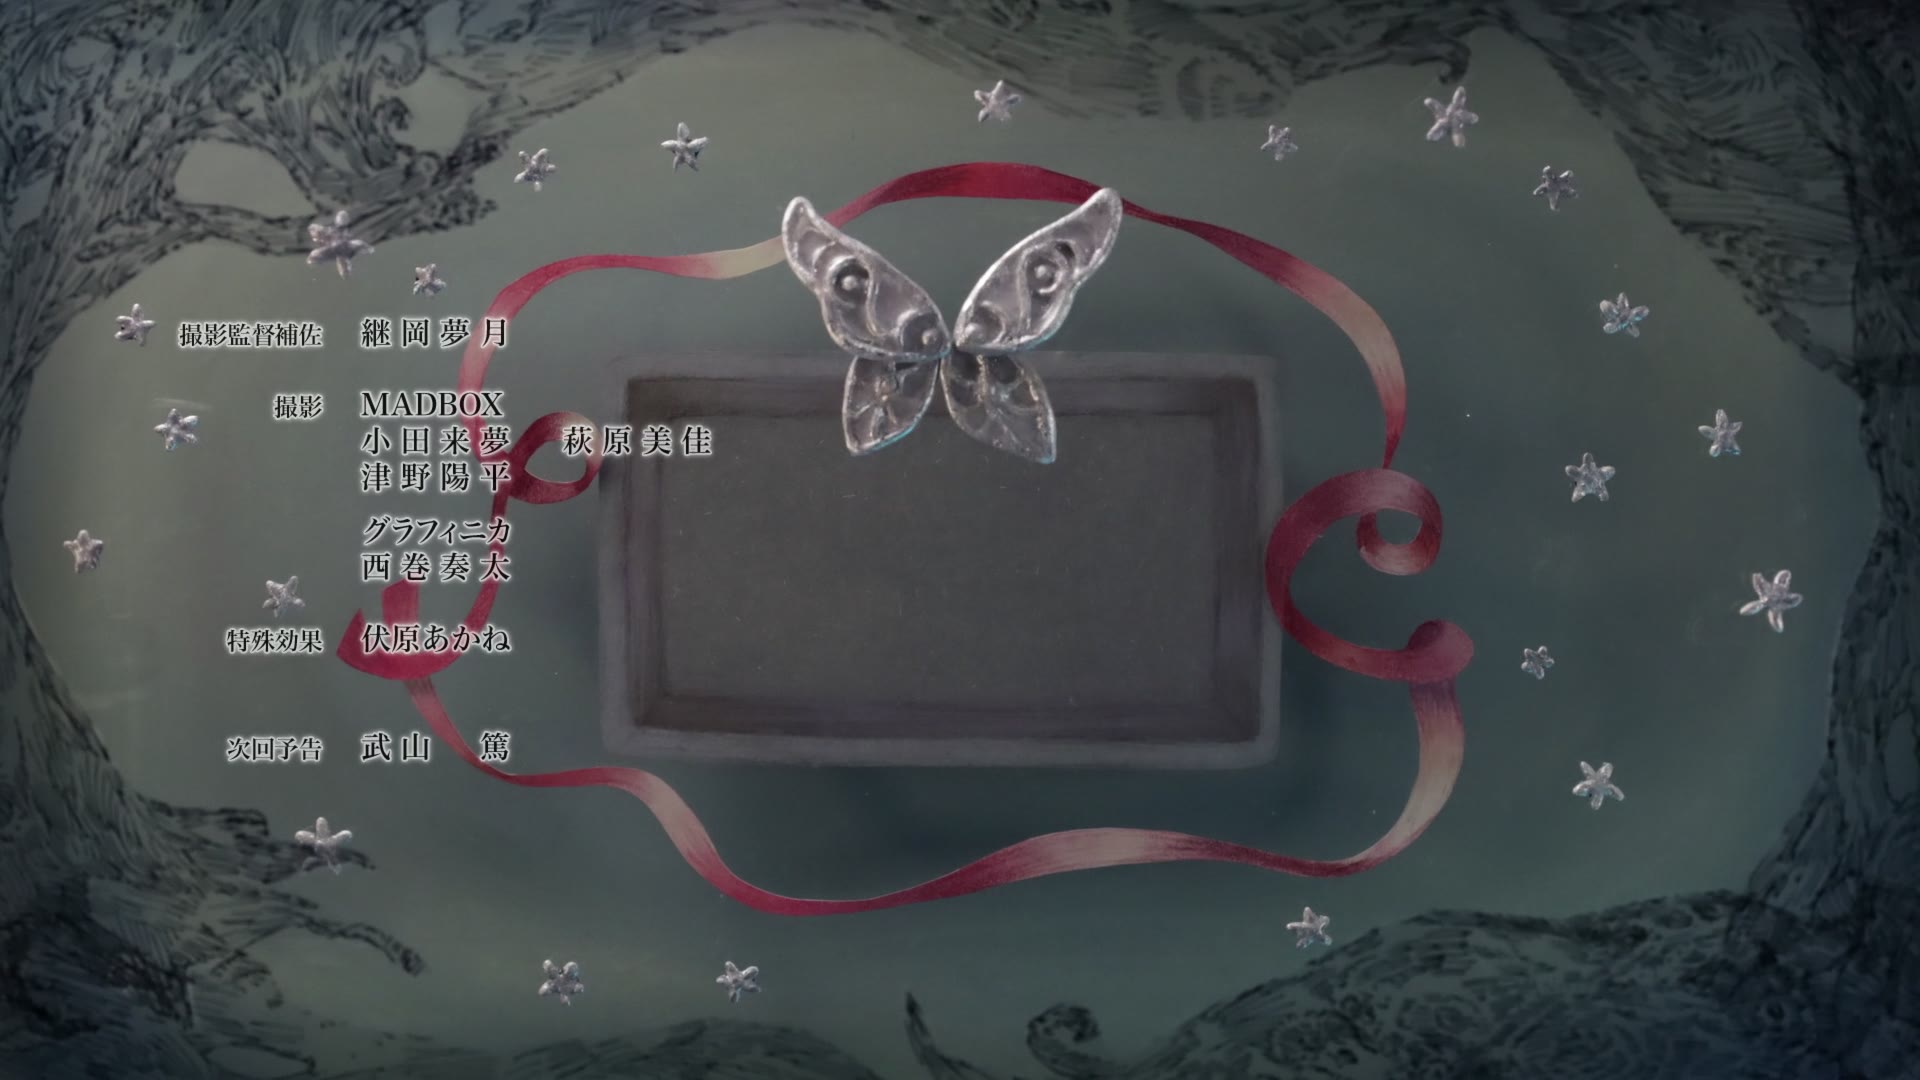 撮影監督補佐 継岡夢月
撮影 MADBOX
小田来夢 萩原美佳
津野陽平
グラフィニカ
西巻奏太
特殊効果 伏原あかね
次回予告 武山 篤